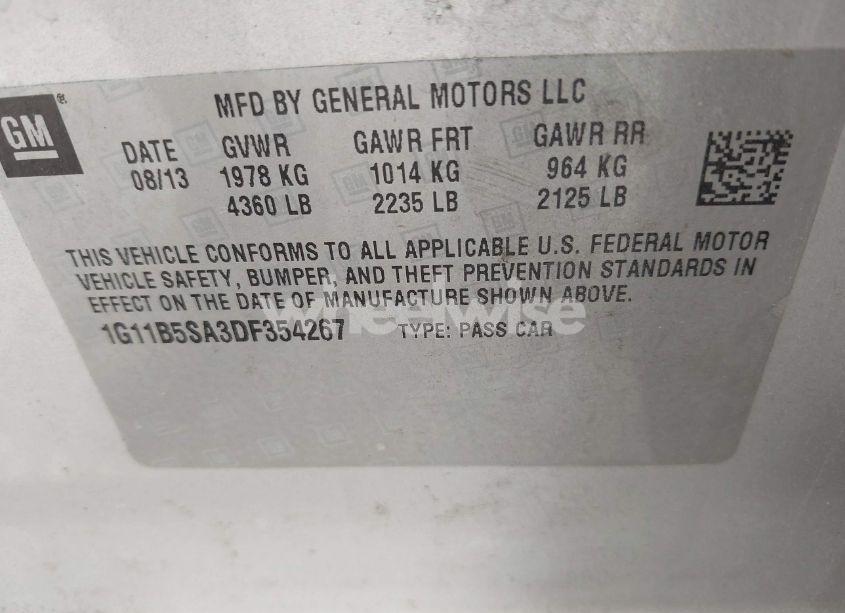 GM
MFD BY GENERAL MOTORS LLC
DATE GVWR GAWR FRT GAWR RR
08/13 1978 KG 1014 KG 964 KG
4360 LB 2235 LB 2125 LB
THIS VEHICLE CONFORMS TO ALL APPLICABLE U.S. FEDERAL MOTOR
VEHICLE SAFETY, BUMPER, AND THEFT PREVENTION STANDARDS IN
EFFECT ON THE DATE OF MANUFACTURE SHOWN ABOVE.
wheelwise
1G11B5SA3DF354267 TYPE: PASS CAR